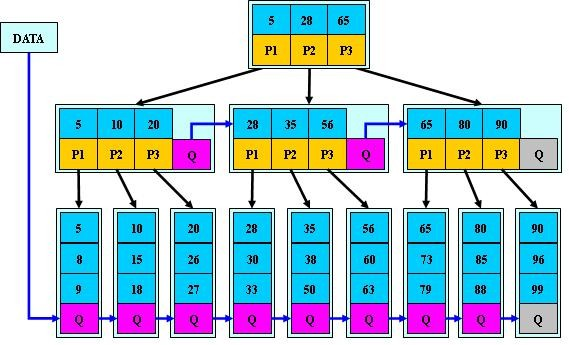 5 28 65
P1 P2 P3
DATA
5 10 20
P1 P2 P3 Q
28 35 56
P1 P2 P3 Q
65 80 90
P1 P2 P3 Q
5 10 20 28 35 56 65 80 90
8 15 26 30 38 60 73 85 96
9 18 27 33 50 63 79 88 99
Q Q Q Q Q Q Q Q Q